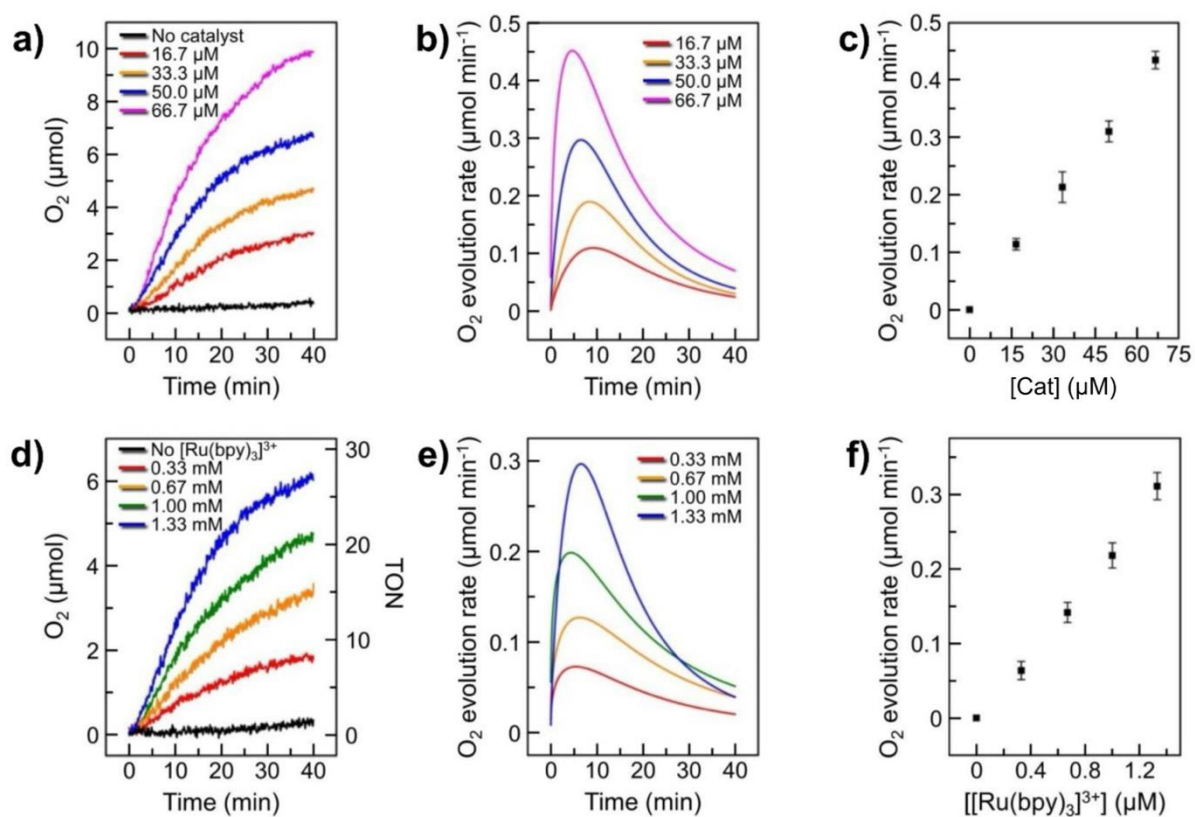 a)
No catalyst
16.7 µM
33.3 µM
50.0 µM
66.7 µM
10
8
6
4
2
0
O₂ (µmol)
0 10 20 30 40
Time (min)
b)
16.7 µM
33.3 µM
50.0 µM
66.7 µM
0.5
0.4
0.3
0.2
0.1
0
O₂ evolution rate (µmol min⁻¹)
0 10 20 30 40
Time (min)
c)
0.5
0.4
0.3
0.2
0.1
0
O₂ evolution rate (µmol min⁻¹)
0 15 30 45 60 75
[Cat] (µM)
d)
No [Ru(bpy)₃]³⁺
0.33 mM
0.67 mM
1.00 mM
1.33 mM
6
4
2
0
O₂ (µmol)
30
20
10
0
TON
0 10 20 30 40
Time (min)
e)
0.33 mM
0.67 mM
1.00 mM
1.33 mM
0.3
0.2
0.1
0
O₂ evolution rate (µmol min⁻¹)
0 10 20 30 40
Time (min)
f)
0.3
0.2
0.1
0
O₂ evolution rate (µmol min⁻¹)
0 0.4 0.8 1.2
[[Ru(bpy)₃]³⁺] (µM)